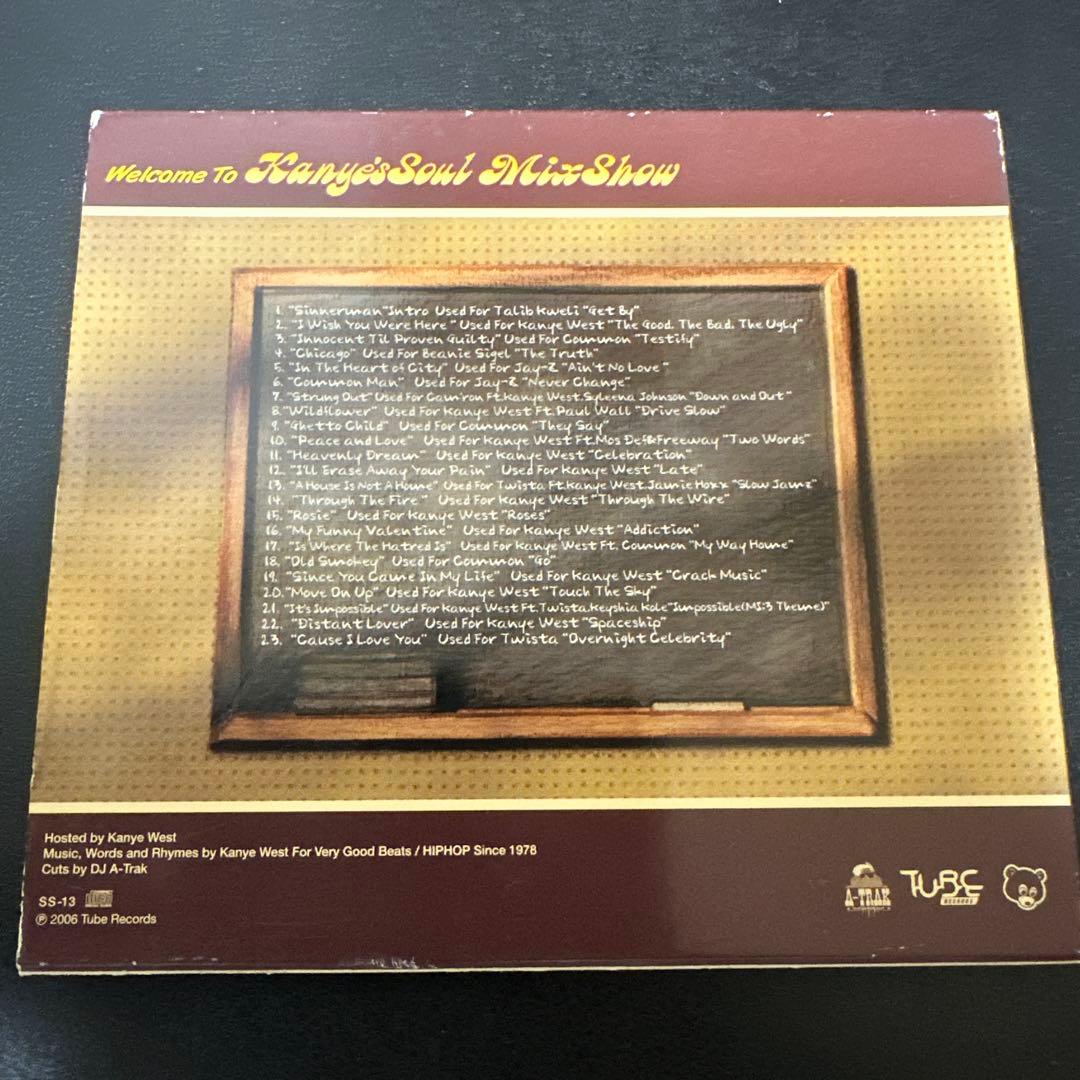 Welcome To Kanye's Soul Mix Show
1. "Sinnerman"Intro Used For Talib Kweli "Get By"
2. "I Wish You Were Here " Used For Kanye West "The Good. The Bad. The Ugly"
3. "Innocent Til Proven Guilty" Used For Common "Testify"
4. "Chicago" Used For Beanie Sigel "The Truth"
5. "In The Heart of City" Used For Jay-Z "Ain't No Love "
6. "Common Man" Used For Jay-Z "Never Change"
7. "Strung Out" Used For Cam'ron Ft.Kanye West.Syleena Johnson "Down and Out"
8. "Wildflower" Used For Kanye West Ft.Paul Wall "Drive Slow"
9. "Ghetto Child" Used For Common "They Say"
10. "Peace and Love" Used For Kanye West Ft.Mos Def&Freeway "Two Words"
11. "Heavenly Dream" Used For Kanye West "Celebration"
12. "I'll Erase Away Your Pain" Used For Kanye West "Late"
13. "A House Is Not A Home" Used For Twista Ft.Kanye West.Jamie Foxx "Slow Jamz"
14. "Through The Fire " Used For Kanye West "Through The Wire"
15. "Rosie" Used For Kanye West "Roses"
16. "My Funny Valentine" Used For Kanye West "Addiction"
17. "Is Where The Hatred Is" Used For Kanye West Ft. Common "My Way Home"
18. "Old Smokey" Used For Common "Go"
19. "Since You Came In My Life" Used For Kanye West "Crack Music"
20. "Move On Up" Used For Kanye West "Touch The Sky"
21. "It's Impossible" Used For Kanye West Ft.Twista.Keyshia Kole"Impossible(MI:3 Theme)"
22. "Distant Lover" Used For Kanye West "Spaceship"
23. "Cause I Love You" Used For Twista "Overnight Celebrity"
Hosted by Kanye West
Music, Words and Rhymes by Kanye West For Very Good Beats / HIPHOP Since 1978
Cuts by DJ A-Trak
SS-13
℗ 2006 Tube Records
A-TRAK
TUBE
RECORDS